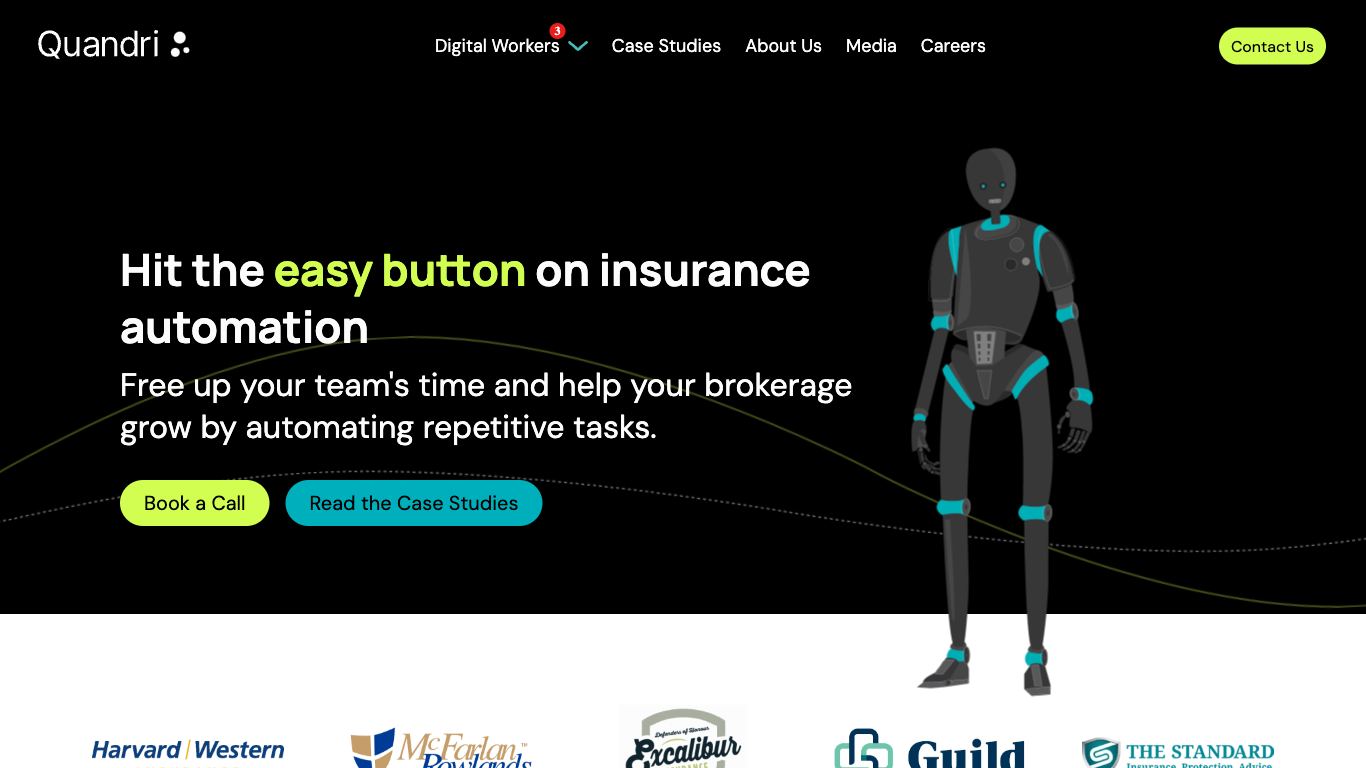 Quandri
Digital Workers
3
Case Studies
About Us
Media
Careers
Contact Us
Hit the easy button on insurance
automation
Free up your team's time and help your brokerage
grow by automating repetitive tasks.
Book a Call
Read the Case Studies
Harvard | Western
McFarlan
Rowlands
TM
Defenders of Honour
Excalibur
Guild
THE STANDARD
Insurance. Protection. Advice